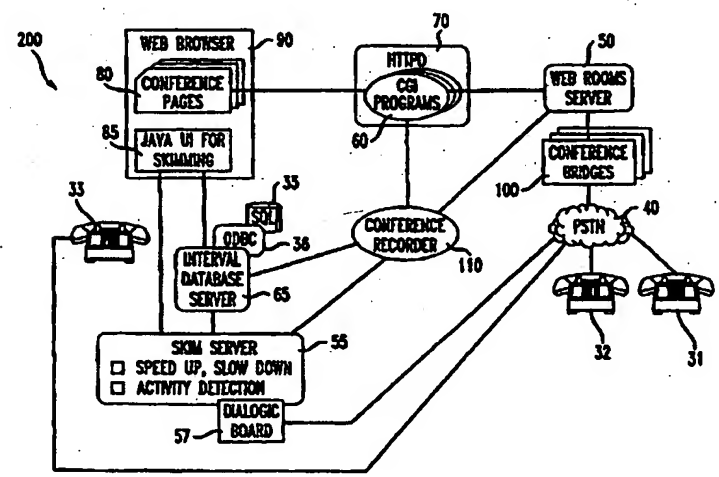 200
WEB BROWSER
90
80
CONFERENCE
PAGES
85
JAVA UI FOR
SKIMMING
70
HTTPD
CGI
PROGRAMS
60
50
WEB ROOMS
SERVER
CONFERENCE
BRIDGES
100
33
35
SQL
ODBC
36
INTERVAL
DATABASE
SERVER
65
CONFERENCE
RECORDER
110
PSTN
40
32
31
SKIM SERVER
55
SPEED UP, SLOW DOWN
ACTIVITY DETECTION
DIALOGIC
BOARD
57